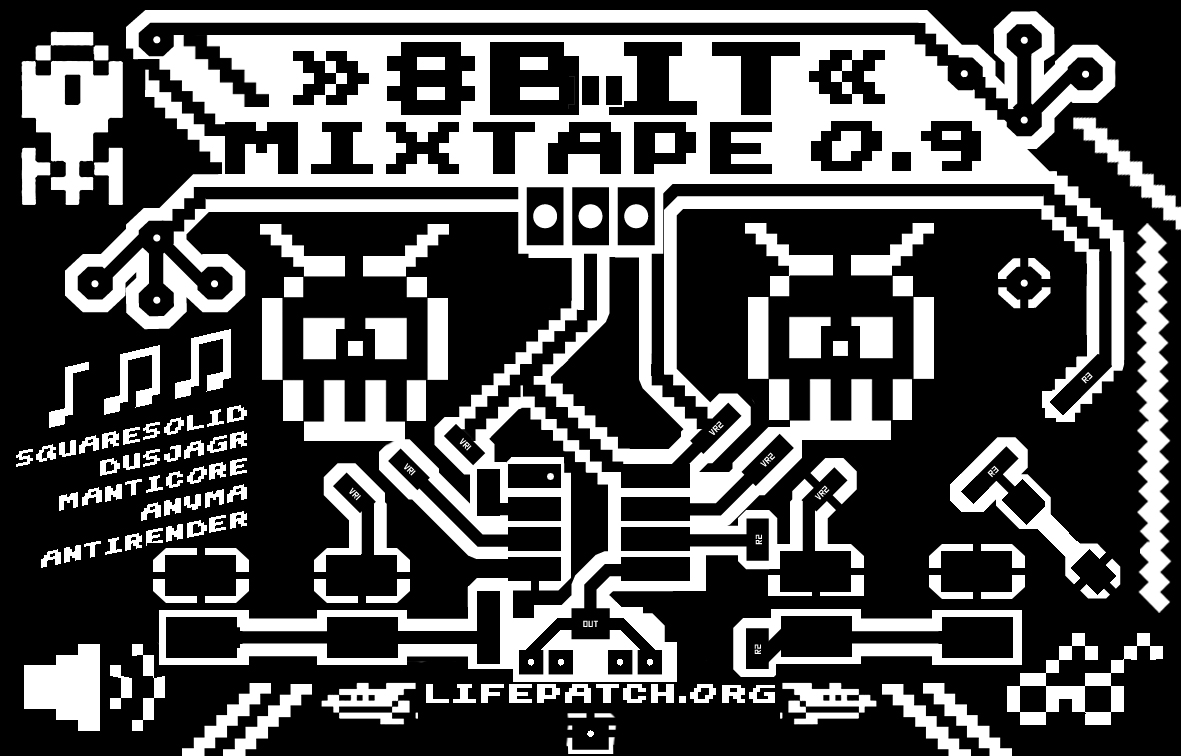 » 8BIT «
MIXTAPE 0.9
SQUARESOLID
DUSJAGR
MANTICORE
ANYMA
ANTIRENDER
R3
VR1
VR2
VR1
VR2
VR1
VR2
R3
R2
OUT
R2
LIFEPATCH.ORG